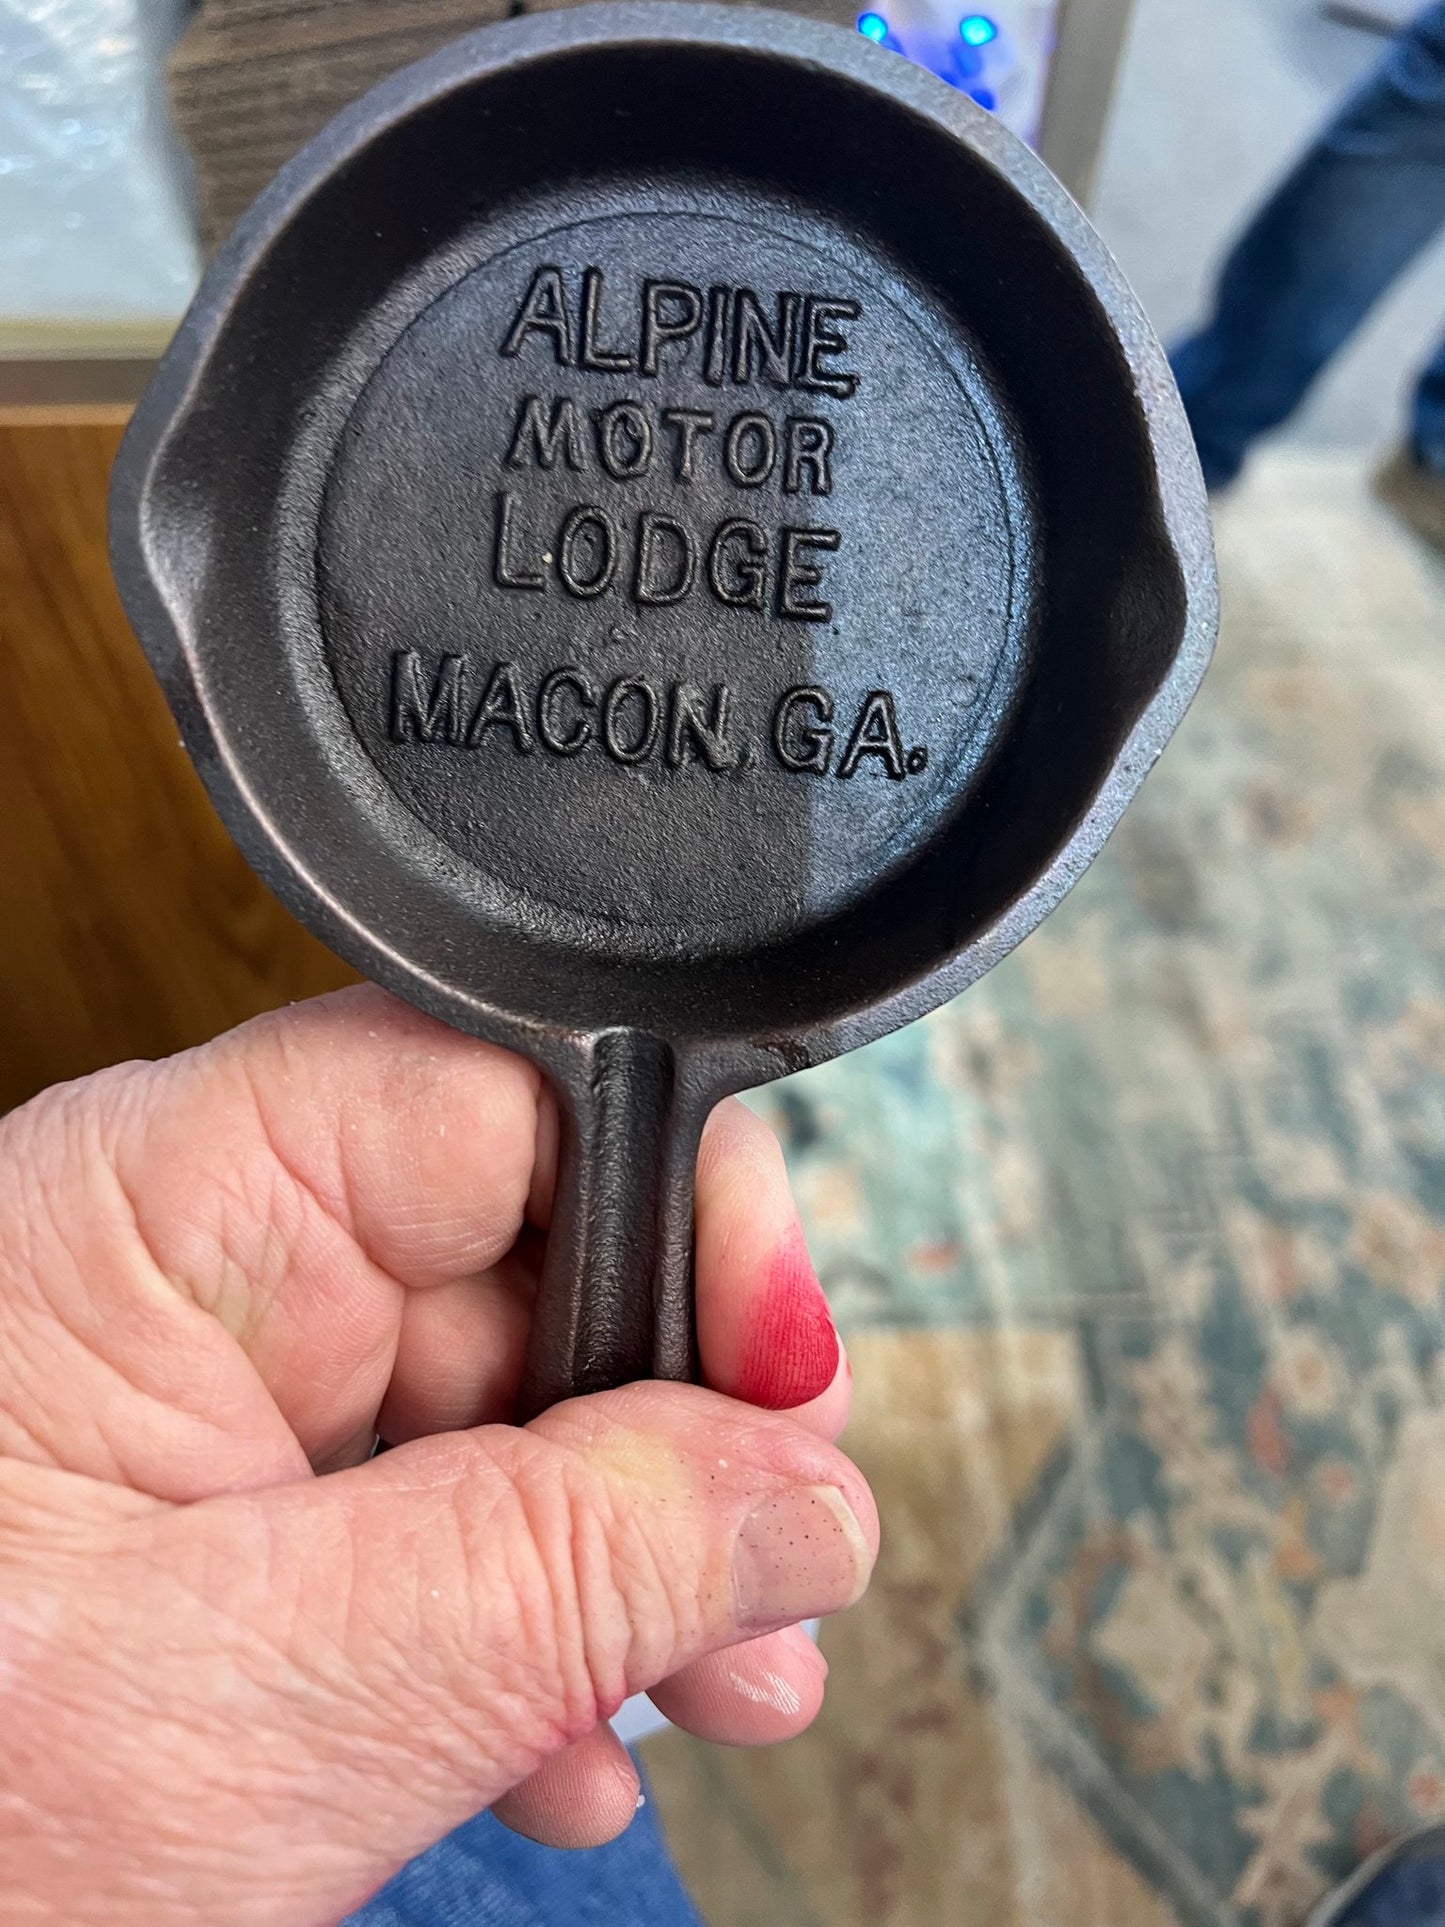 ALPINE
MOTOR
LODGE
MACON, GA.